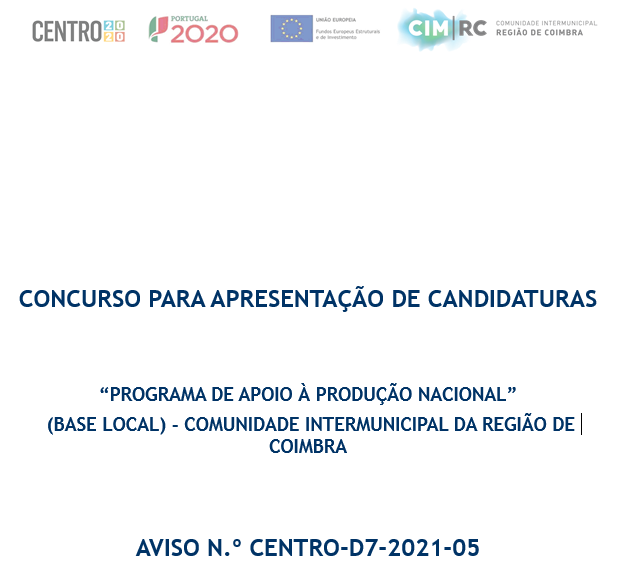 CENTRO 2020
PORTUGAL
2020
UNIÃO EUROPEIA
Fundos Europeus Estruturais
e de Investimento
CIM|RC
COMUNIDADE INTERMUNICIPAL
REGIÃO DE COIMBRA
CONCURSO PARA APRESENTAÇÃO DE CANDIDATURAS
“PROGRAMA DE APOIO À PRODUÇÃO NACIONAL”
(BASE LOCAL) – COMUNIDADE INTERMUNICIPAL DA REGIÃO DE
COIMBRA
AVISO N.º CENTRO-D7-2021-05